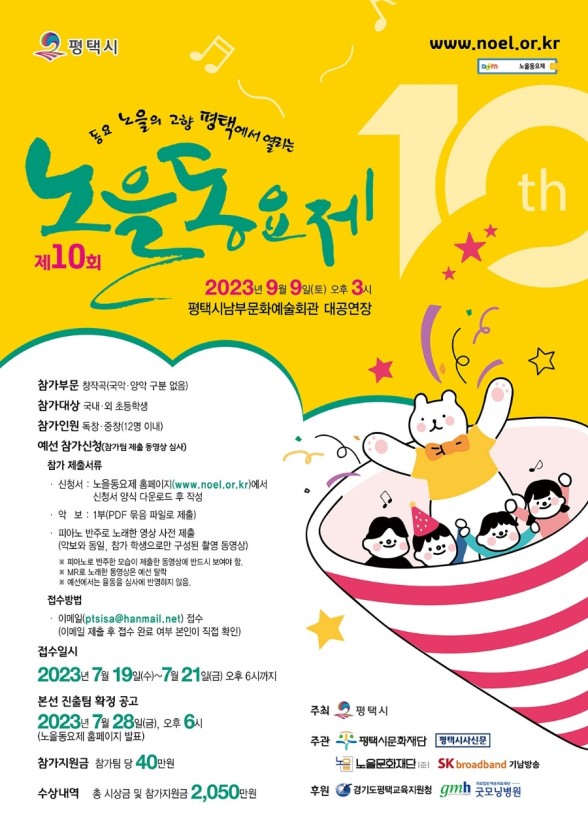 평택시
www.noel.or.kr
노을동요제
동요 노을의 고향 평택에서 열리는
10th
노을동요제
제10회
2023년 9월 9일(토) 오후 3시
평택시남부문화예술회관 대공연장
참가부문 창작곡(국악·양악 구분 없음)
참가대상 국내·외 초등학생
참가인원 독창·중창(12명 이내)
예선 참가신청(참가팀 제출 동영상 심사)
참가 제출서류
· 신청서 : 노을동요제 홈페이지(www.noel.or.kr)에서
신청서 양식 다운로드 후 작성
· 악 보 : 1부(PDF 묶음 파일로 제출)
· 피아노 반주로 노래한 영상 사전 제출
(악보와 동일, 참가 학생으로만 구성된 촬영 동영상)
※ 피아노로 반주한 모습이 제출한 동영상에 반드시 보여야 함.
※ MR로 노래한 동영상은 예선 탈락
※ 예선에서는 율동을 심사에 반영하지 않음.
접수방법
· 이메일(ptsisa@hanmail.net) 접수
(이메일 제출 후 접수 완료 여부 본인이 직접 확인)
접수일시
2023년 7월 19일(수)~7월 21일(금) 오후 6시까지
본선 진출팀 확정 공고
2023년 7월 28일(금), 오후 6시
(노을동요제 홈페이지 발표)
참가지원금 참가팀 당 40만원
수상내역 총 시상금 및 참가지원금 2,050만원
주최 평택시
주관 평택시문화재단 평택시사신문
노을 노을문화재단(준) SK broadband 기남방송
후원 경기도평택교육지원청 gmh 굿모닝병원